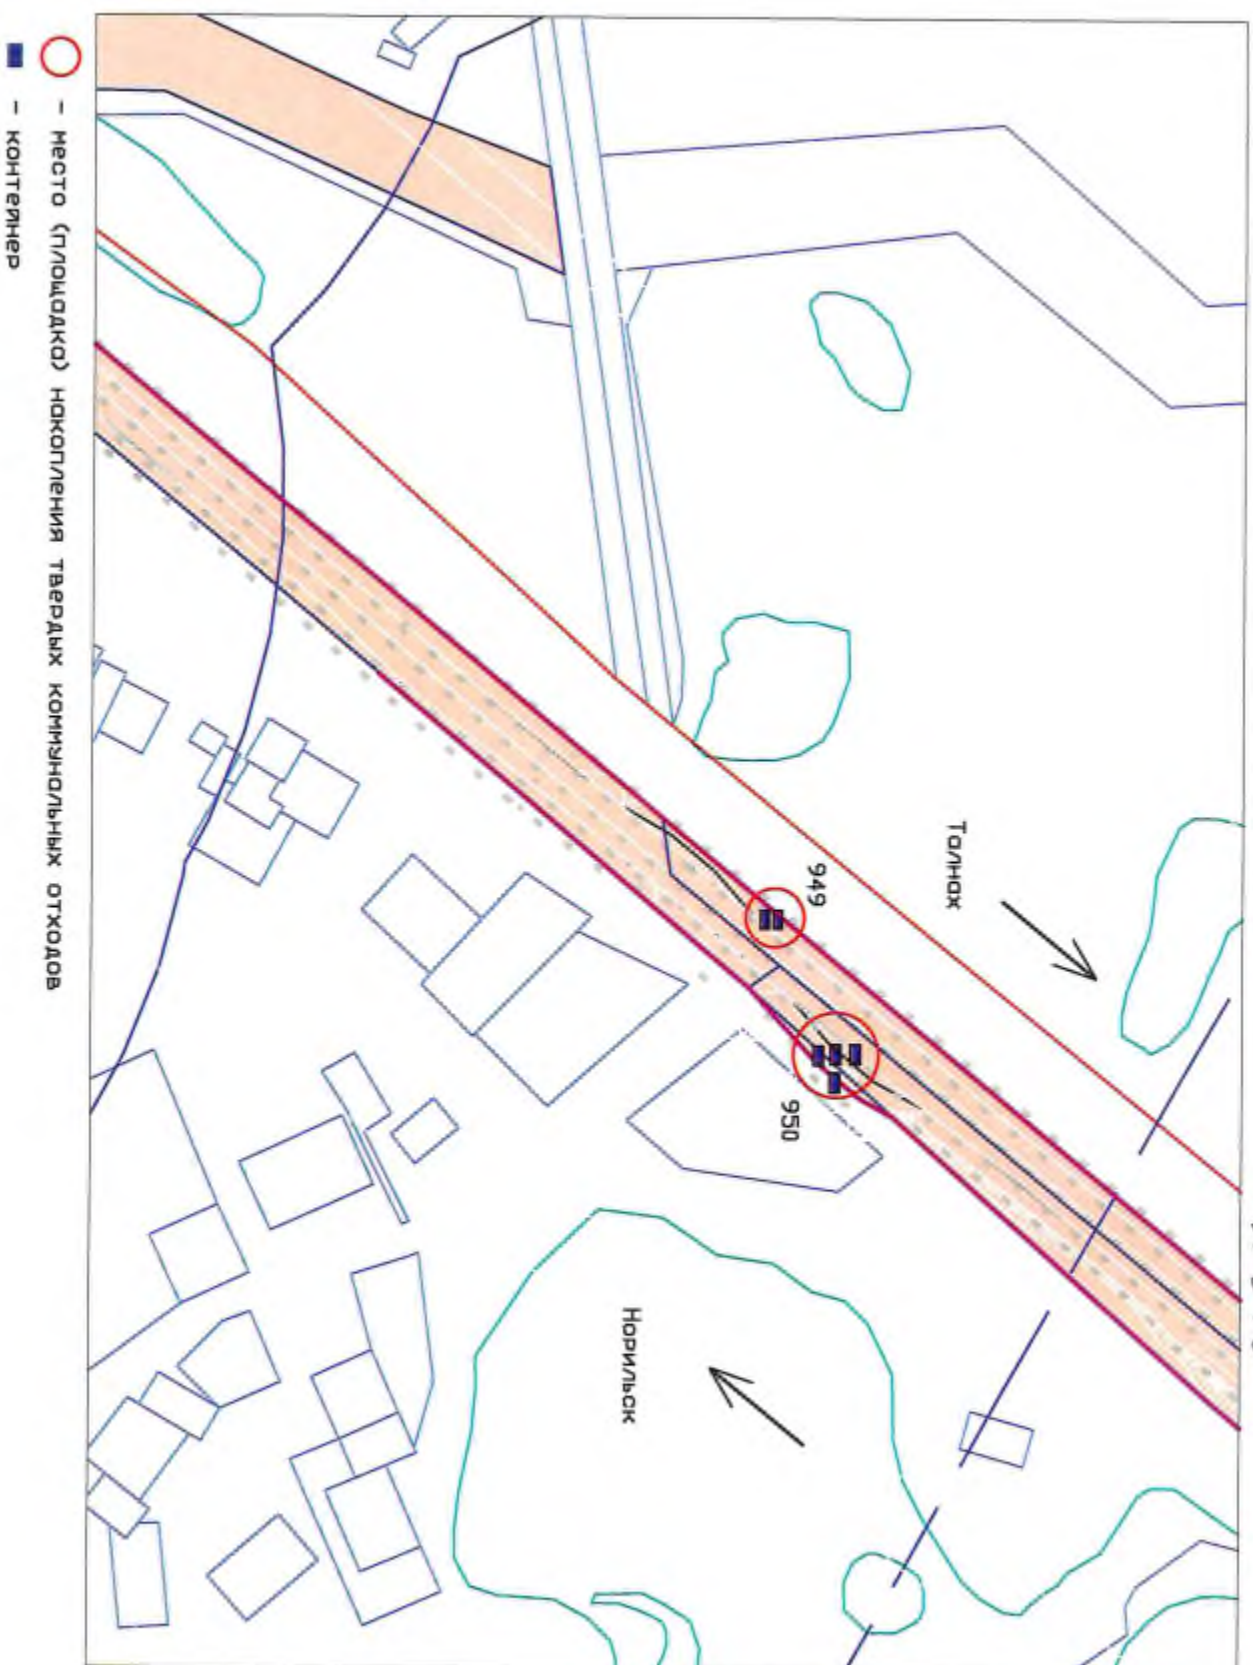 Талнах
949
950
Норильск
– место (площадка) накопления твердых коммунальных отходов
– контейнер